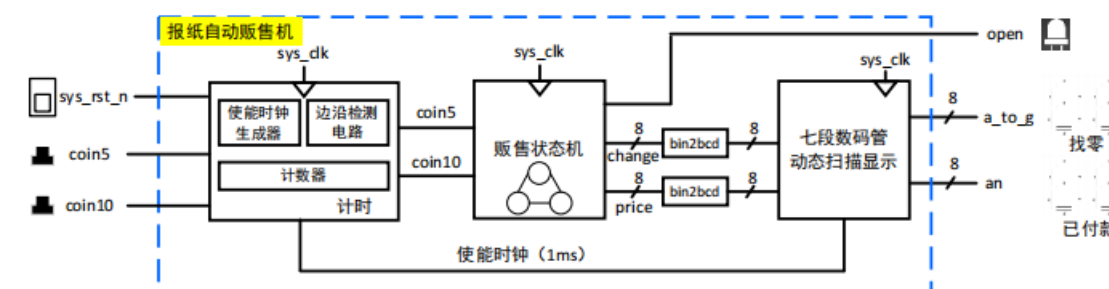 报纸自动贩售机
open
sys_clk
sys_clk
sys_clk
sys_rst_n
使能时钟
生成器
边沿检测
电路
coin5
8
a_to_g
coin5
贩售状态机
8
bin2bcd
8
七段数码管
动态扫描显示
找零
change
coin10
计数器
8
bin2bcd
8
8
an
coin10
计时
price
已付款
使能时钟（1ms）